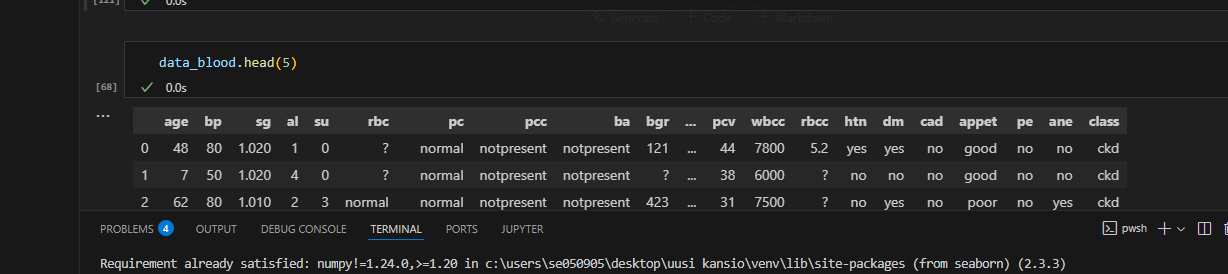 [121]
0.0s
Generate Code Markdown
data_blood.head(5)
[68]
0.0s
...
age bp sg al su rbc pc pcc ba bgr ... pcv wbcc rbcc htn dm cad appet pe ane class
0 48 80 1.020 1 0 ? normal notpresent notpresent 121 ... 44 7800 5.2 yes yes no good no no ckd
1 7 50 1.020 4 0 ? normal notpresent notpresent ? ... 38 6000 ? no no no good no no ckd
2 62 80 1.010 2 3 normal normal notpresent notpresent 423 ... 31 7500 ? no yes no poor no yes ckd
PROBLEMS 4 OUTPUT DEBUG CONSOLE TERMINAL PORTS JUPYTER pwsh
Requirement already satisfied: numpy!=1.24.0,>=1.20 in c:\users\se050905\desktop\uusi kansio\venv\lib\site-packages (from seaborn) (2.3.3)